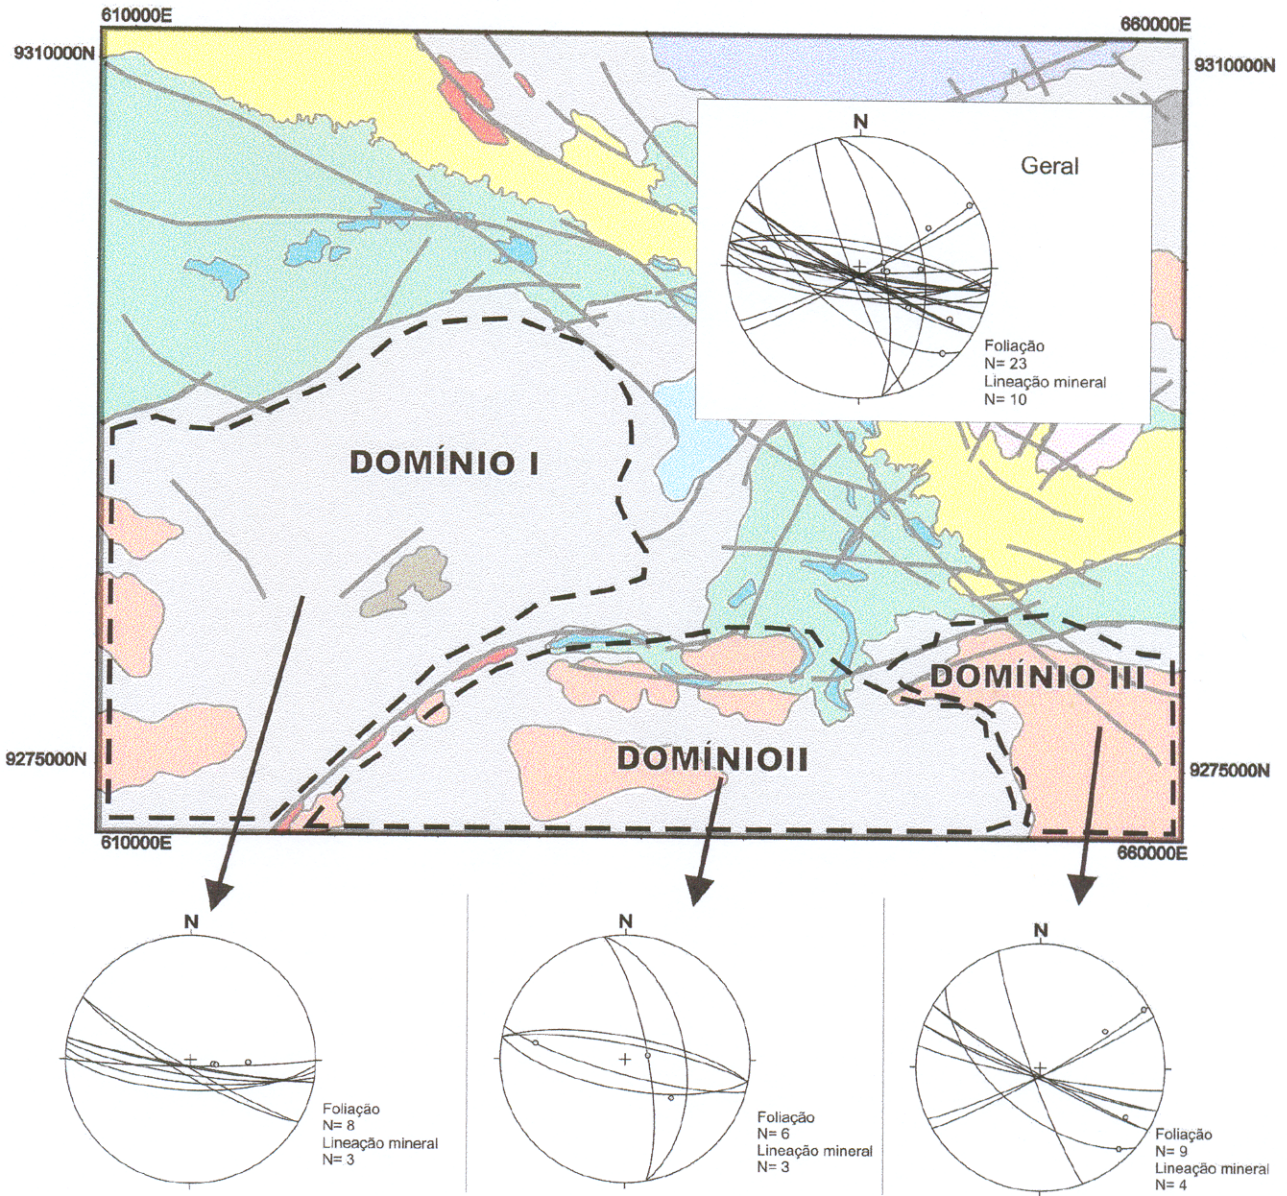 610000E
660000E
9310000N
9310000N
N
Geral
Foliação
N= 23
Lineação mineral
N= 10
DOMÍNIO I
DOMÍNIO III
DOMÍNIOII
9275000N
9275000N
610000E
660000E
N
Foliação
N= 8
Lineação mineral
N= 3
N
Foliação
N= 6
Lineação mineral
N= 3
N
Foliação
N= 9
Lineação mineral
N= 4